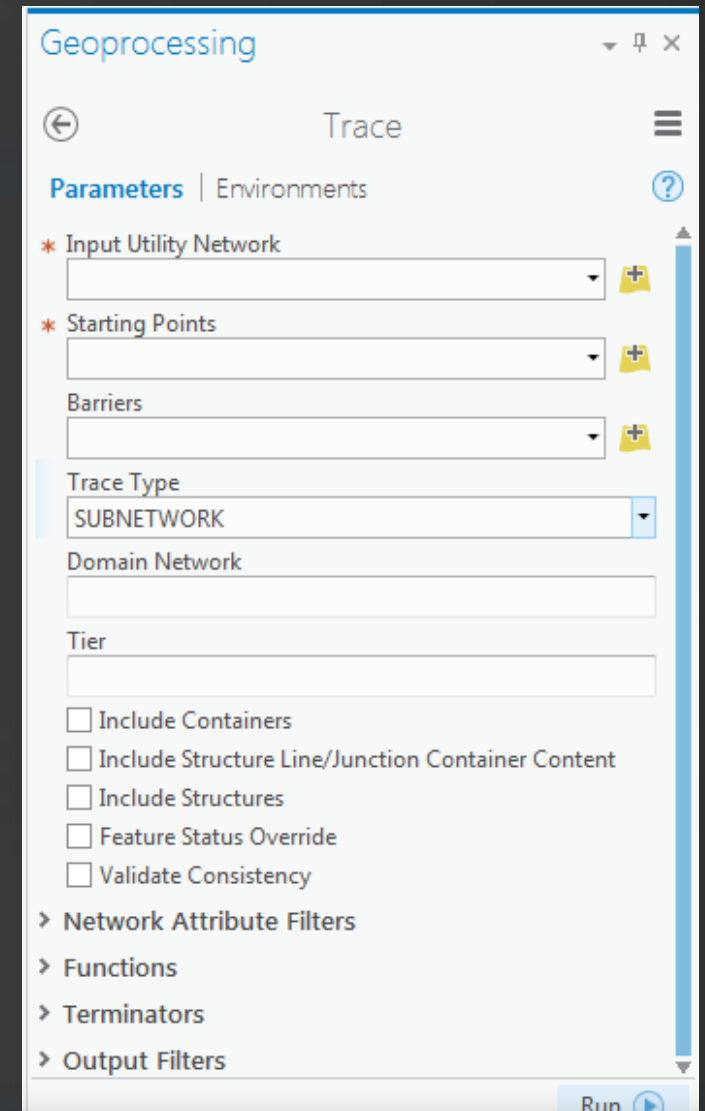 Geoprocessing
Trace
Parameters | Environments
* Input Utility Network
* Starting Points
Barriers
Trace Type
SUBNETWORK
Domain Network
Tier
Include Containers
Include Structure Line/Junction Container Content
Include Structures
Feature Status Override
Validate Consistency
Network Attribute Filters
Functions
Terminators
Output Filters
Run